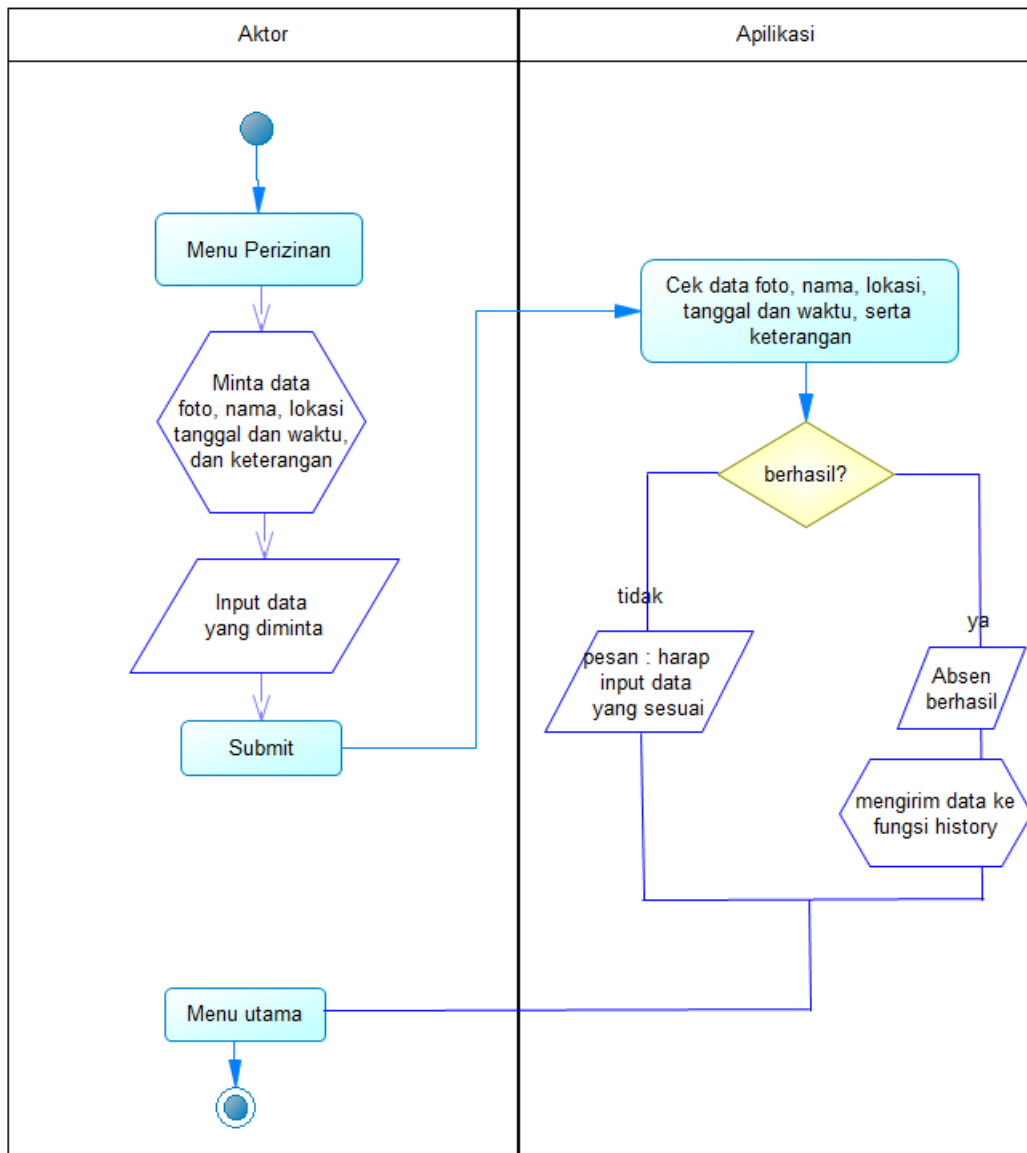 Aktor
Apilikasi
Menu Perizinan
Minta data
foto, nama, lokasi
tanggal dan waktu,
dan keterangan
Input data
yang diminta
Submit
Cek data foto, nama, lokasi,
tanggal dan waktu, serta
keterangan
berhasil?
tidak
ya
pesan : harap
input data
yang sesuai
Absen
berhasil
mengirim data ke
fungsi history
Menu utama